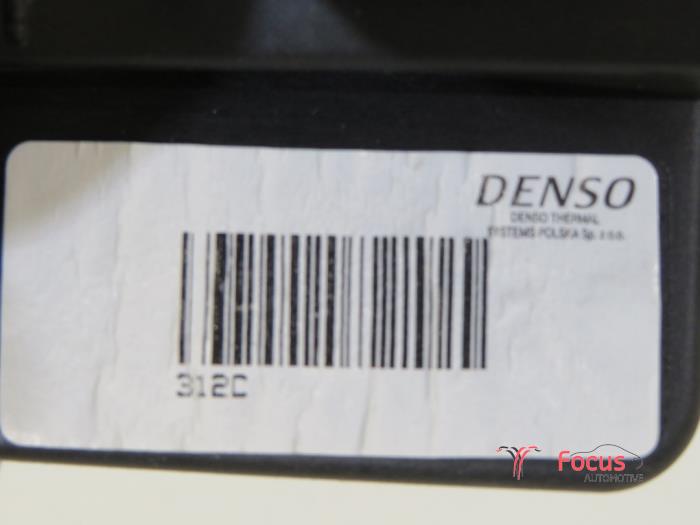 DENSO
DENSO THERMAL
SYSTEMS POLSKA Sp. z o.o.
312C
Focus
AUTOMOTIVE